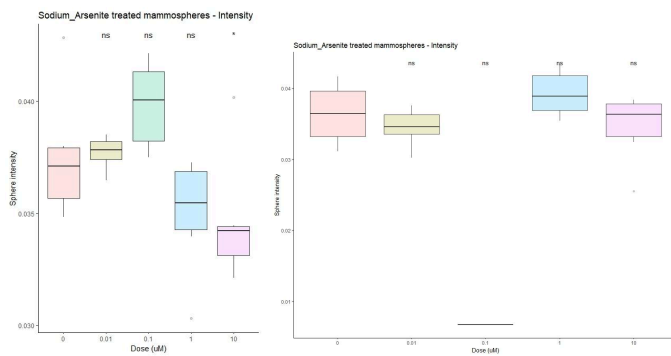 Sodium_Arsenite treated mammospheres - Intensity
ns
ns
ns
0.040
0.035
0.030
Sphere intensity
0
0.01
0.1
1
10
Dose (uM)
Sodium_Arsenite treated mammospheres - Intensity
ns
ns
ns
ns
0.04
0.03
0.02
0.01
Sphere intensity
0
0.01
0.1
1
10
Dose (uM)